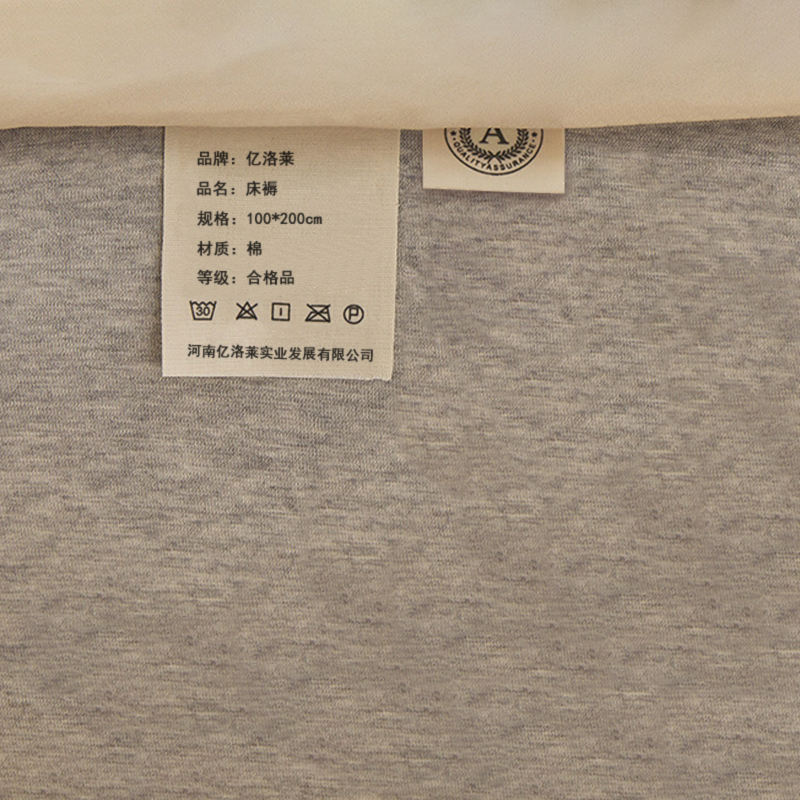 品牌：亿洛莱
品名：床褥
规格：100*200cm
材质：棉
等级：合格品
30
P
河南亿洛莱实业发展有限公司
A
QUALITY ASSURANCE